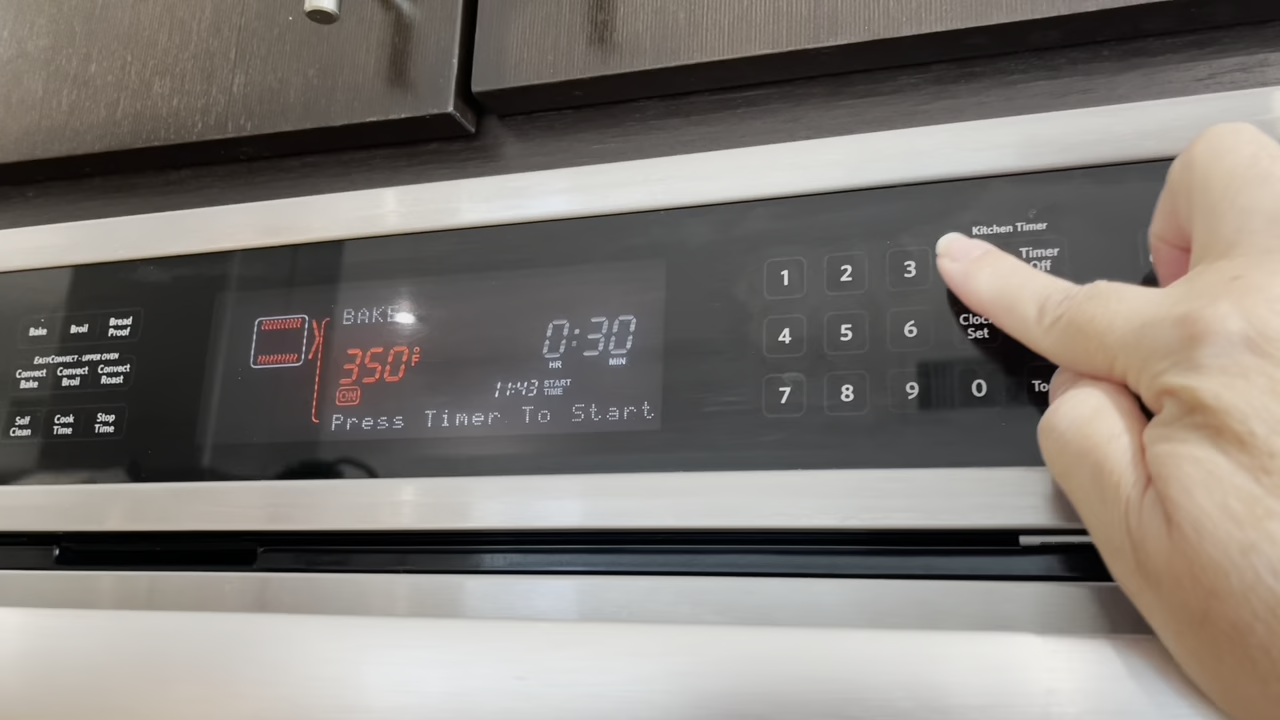 Bake
Broil
Bread
Proof
EASYCONVECT - UPPER OVEN
Convect
Bake
Convect
Broil
Convect
Roast
Self
Clean
Cook
Time
Stop
Time
BAKE
350°F
ON
0:30
HR
MIN
11:43 START
TIME
Press Timer To Start
1 2 3
4 5 6
7 8 9 0
Kitchen Timer
Timer
Off
Set